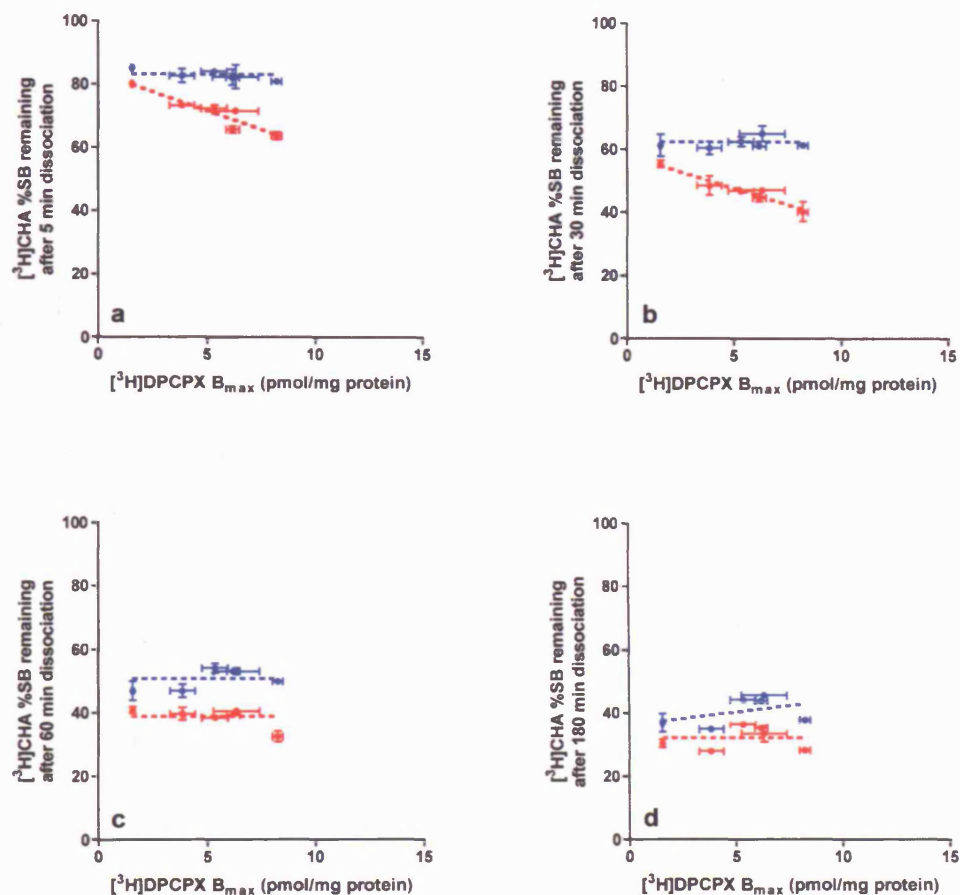 [³H]CHA %SB remaining
after 5 min dissociation
100
80
60
40
20
0
a
0 5 10 15
[³H]DPCPX Bmax (pmol/mg protein)
[³H]CHA %SB remaining
after 30 min dissociation
100
80
60
40
20
0
b
0 5 10 15
[³H]DPCPX Bmax (pmol/mg protein)
[³H]CHA %SB remaining
after 60 min dissociation
100
80
60
40
20
0
c
0 5 10 15
[³H]DPCPX Bmax (pmol/mg protein)
[³H]CHA %SB remaining
after 180 min dissociation
100
80
60
40
20
0
d
0 5 10 15
[³H]DPCPX Bmax (pmol/mg protein)